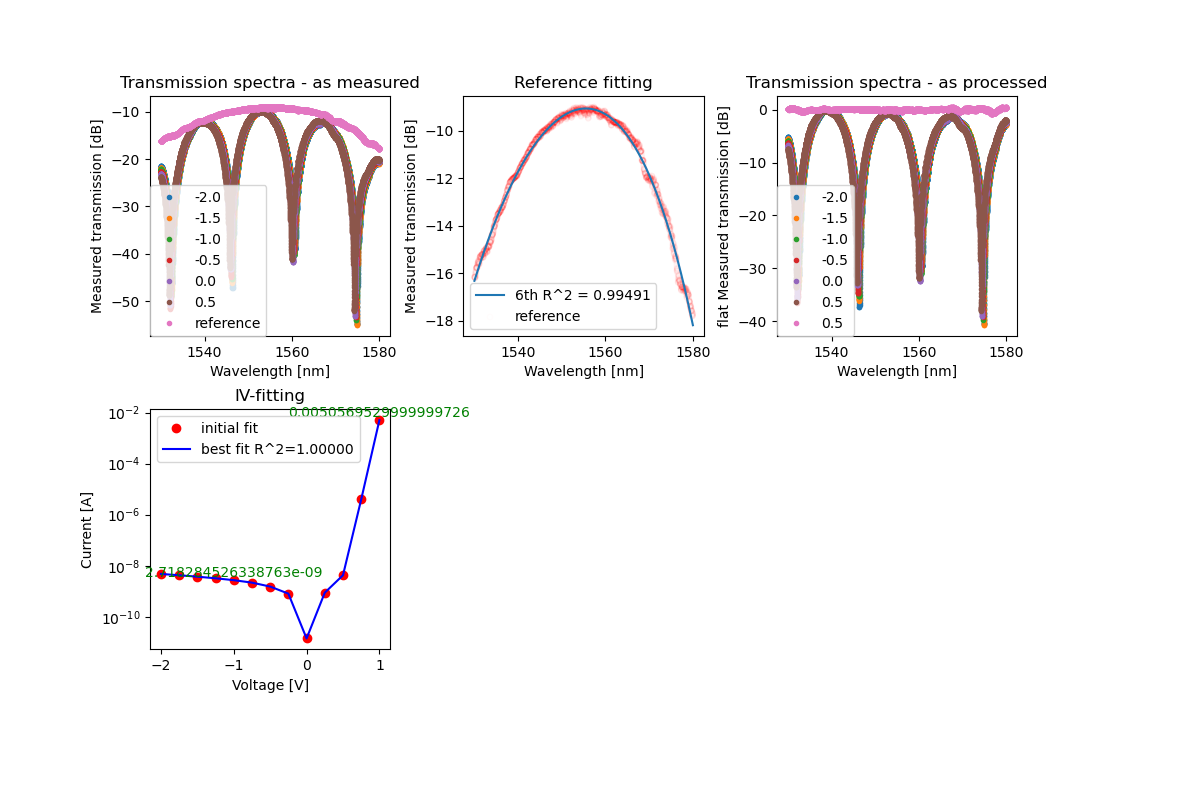 Transmission spectra - as measured
Measured transmission [dB]
−10
−20
−30
−40
−50
-2.0
-1.5
-1.0
-0.5
0.0
0.5
reference
1540
1560
1580
Wavelength [nm]
Reference fitting
Measured transmission [dB]
−10
−12
−14
−16
−18
6th R^2 = 0.99491
reference
1540
1560
1580
Wavelength [nm]
Transmission spectra - as processed
flat Measured transmission [dB]
0
−10
−20
−30
−40
-2.0
-1.5
-1.0
-0.5
0.0
0.5
0.5
1540
1560
1580
Wavelength [nm]
IV-fitting
Current [A]
10−2
10−4
10−6
10−8
10−10
0.0050569529999999726
initial fit
best fit R^2=1.00000
-2.718284526338763e-09
−2
−1
0
1
Voltage [V]